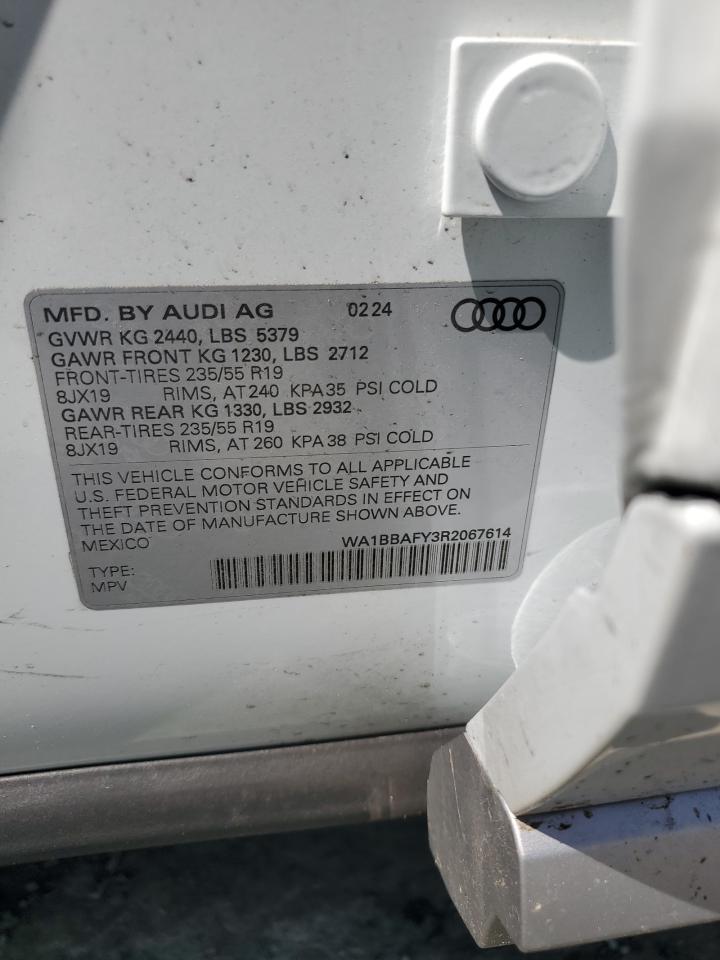 MFD. BY AUDI AG 0224
GVWR KG 2440, LBS 5379
GAWR FRONT KG 1230, LBS 2712
FRONT-TIRES 235/55 R19
8JX19 RIMS, AT 240 KPA 35 PSI COLD
GAWR REAR KG 1330, LBS 2932
REAR-TIRES 235/55 R19
8JX19 RIMS, AT 260 KPA 38 PSI COLD
THIS VEHICLE CONFORMS TO ALL APPLICABLE
U.S. FEDERAL MOTOR VEHICLE SAFETY AND
THEFT PREVENTION STANDARDS IN EFFECT ON
THE DATE OF MANUFACTURE SHOWN ABOVE.
MEXICO WA1BBAFY3R2067614
TYPE:
MPV